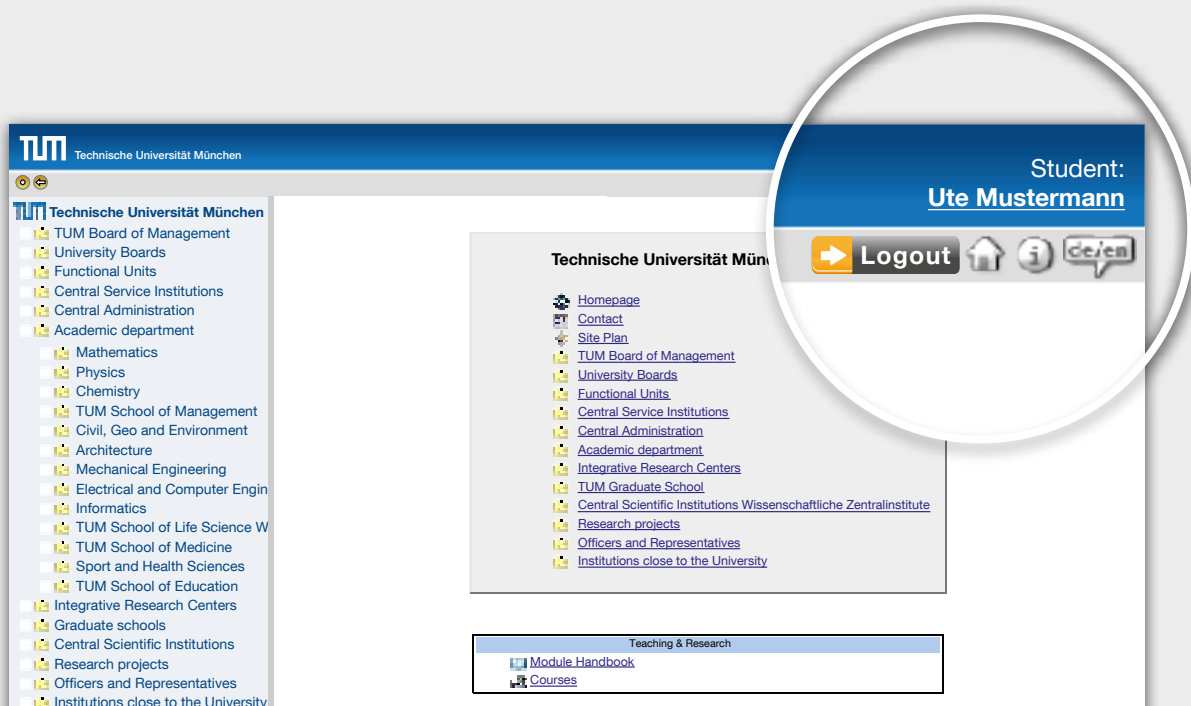 TUM Technische Universität München
Student:
Ute Mustermann
Logout
i
de/en
TUM Technische Universität München
TUM Board of Management
University Boards
Functional Units
Central Service Institutions
Central Administration
Academic department
Mathematics
Physics
Chemistry
TUM School of Management
Civil, Geo and Environment
Architecture
Mechanical Engineering
Electrical and Computer Engin
Informatics
TUM School of Life Science W
TUM School of Medicine
Sport and Health Sciences
TUM School of Education
Integrative Research Centers
Graduate schools
Central Scientific Institutions
Research projects
Officers and Representatives
Institutions close to the University
Technische Universität Mün
Homepage
Contact
Site Plan
TUM Board of Management
University Boards
Functional Units
Central Service Institutions
Central Administration
Academic department
Integrative Research Centers
TUM Graduate School
Central Scientific Institutions Wissenschaftliche Zentralinstitute
Research projects
Officers and Representatives
Institutions close to the University
Teaching & Research
Module Handbook
Courses